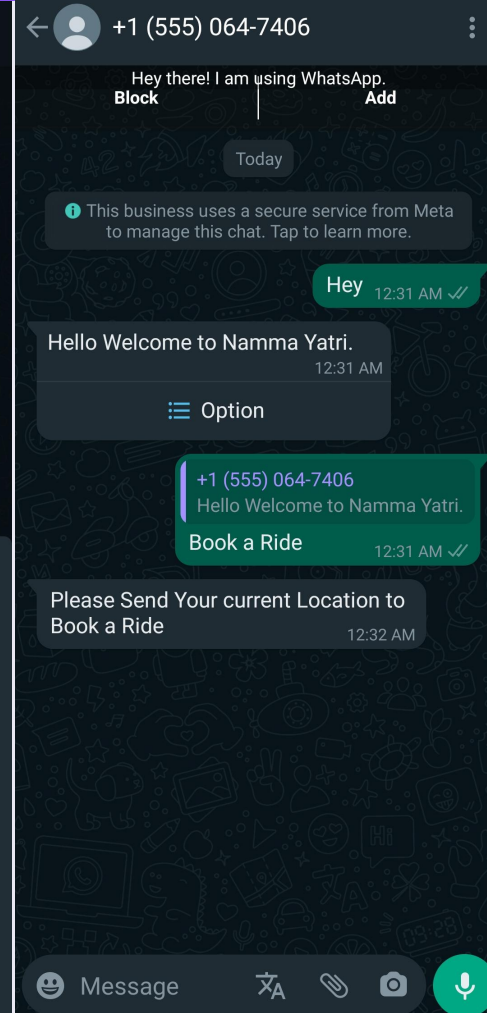 +1 (555) 064-7406
Hey there! I am using WhatsApp.
Block
Add
Today
This business uses a secure service from Meta
to manage this chat. Tap to learn more.
Hey
12:31 AM
Hello Welcome to Namma Yatri.
12:31 AM
Option
+1 (555) 064-7406
Hello Welcome to Namma Yatri.
Book a Ride
12:31 AM
Please Send Your current Location to
Book a Ride
12:32 AM
Hi
09:28
Message